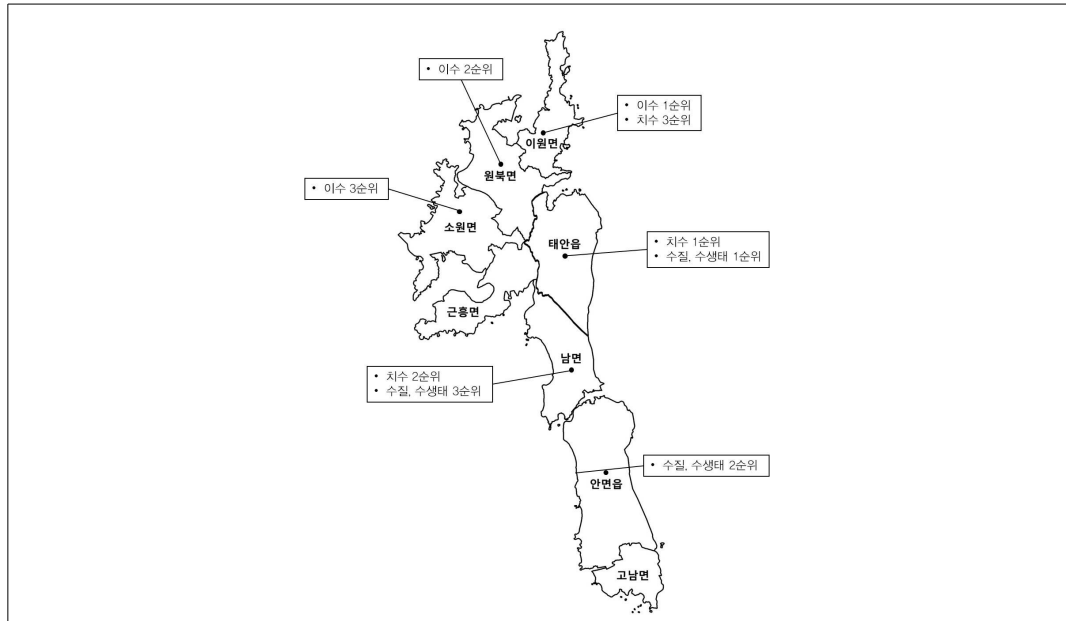 • 이수 2순위
• 이수 1순위
• 치수 3순위
이원면
원북면
• 이수 3순위
소원면
태안읍
• 치수 1순위
• 수질, 수생태 1순위
근흥면
남면
• 치수 2순위
• 수질, 수생태 3순위
• 수질, 수생태 2순위
안면읍
고남면